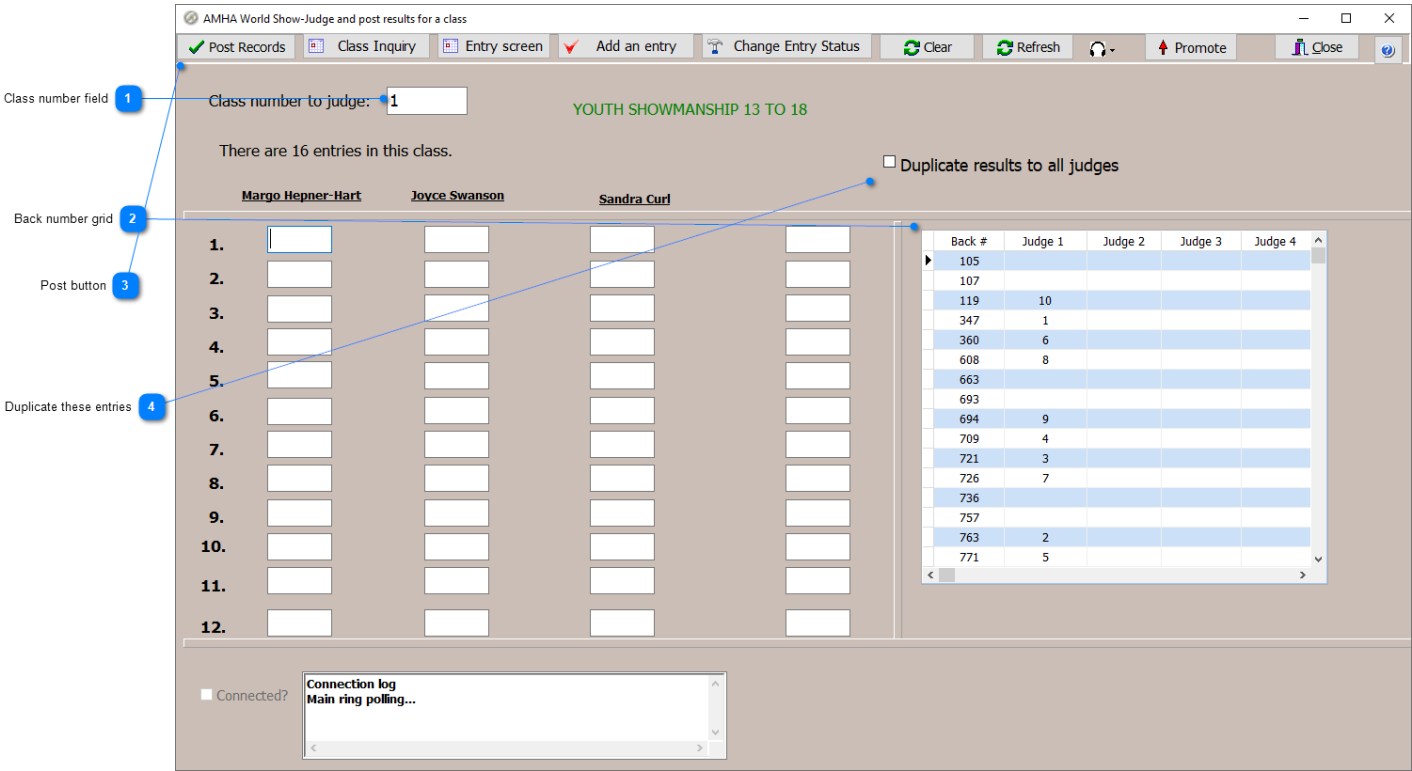 AMHA World Show-Judge and post results for a class
Post Records Class Inquiry Entry screen Add an entry Change Entry Status Clear Refresh Promote Close
Class number field 1
Class number to judge: 1
YOUTH SHOWMANSHIP 13 TO 18
There are 16 entries in this class.
Duplicate results to all judges
Margo Hepner-Hart Joyce Swanson Sandra Curl
Back number grid 2
Post button 3
Duplicate these entries 4
1.
2.
3.
4.
5.
6.
7.
8.
9.
10.
11.
12.
Back # Judge 1 Judge 2 Judge 3 Judge 4
105
107
119 10
347 1
360 6
608 8
663
693
694 9
709 4
721 3
726 7
736
757
763 2
771 5
Connected?
Connection log
Main ring polling...